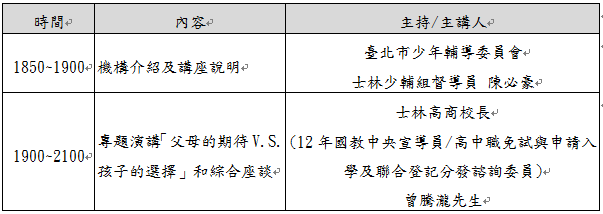 時間 內容 主持/主講人
1850~1900 機構介紹及講座說明
臺北市少年輔導委員會
士林少輔組督導員 陳必豪
1900~2100
專題演講「父母的期待 V.S.
孩子的選擇」和綜合座談
士林高商校長
(12 年國教中央宣導員/高中職免試與申請入
學及聯合登記分發諮詢委員)
曾騰瀧先生